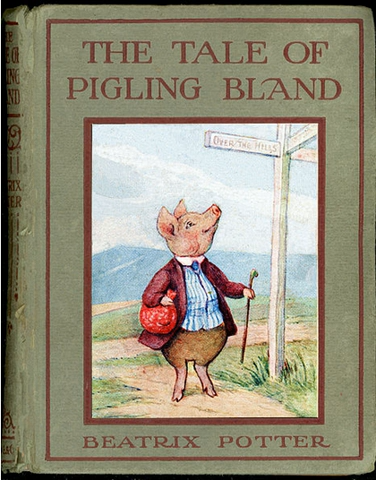 THE TALE OF
PIGLING BLAND
OVER THE HILLS
BEATRIX POTTER